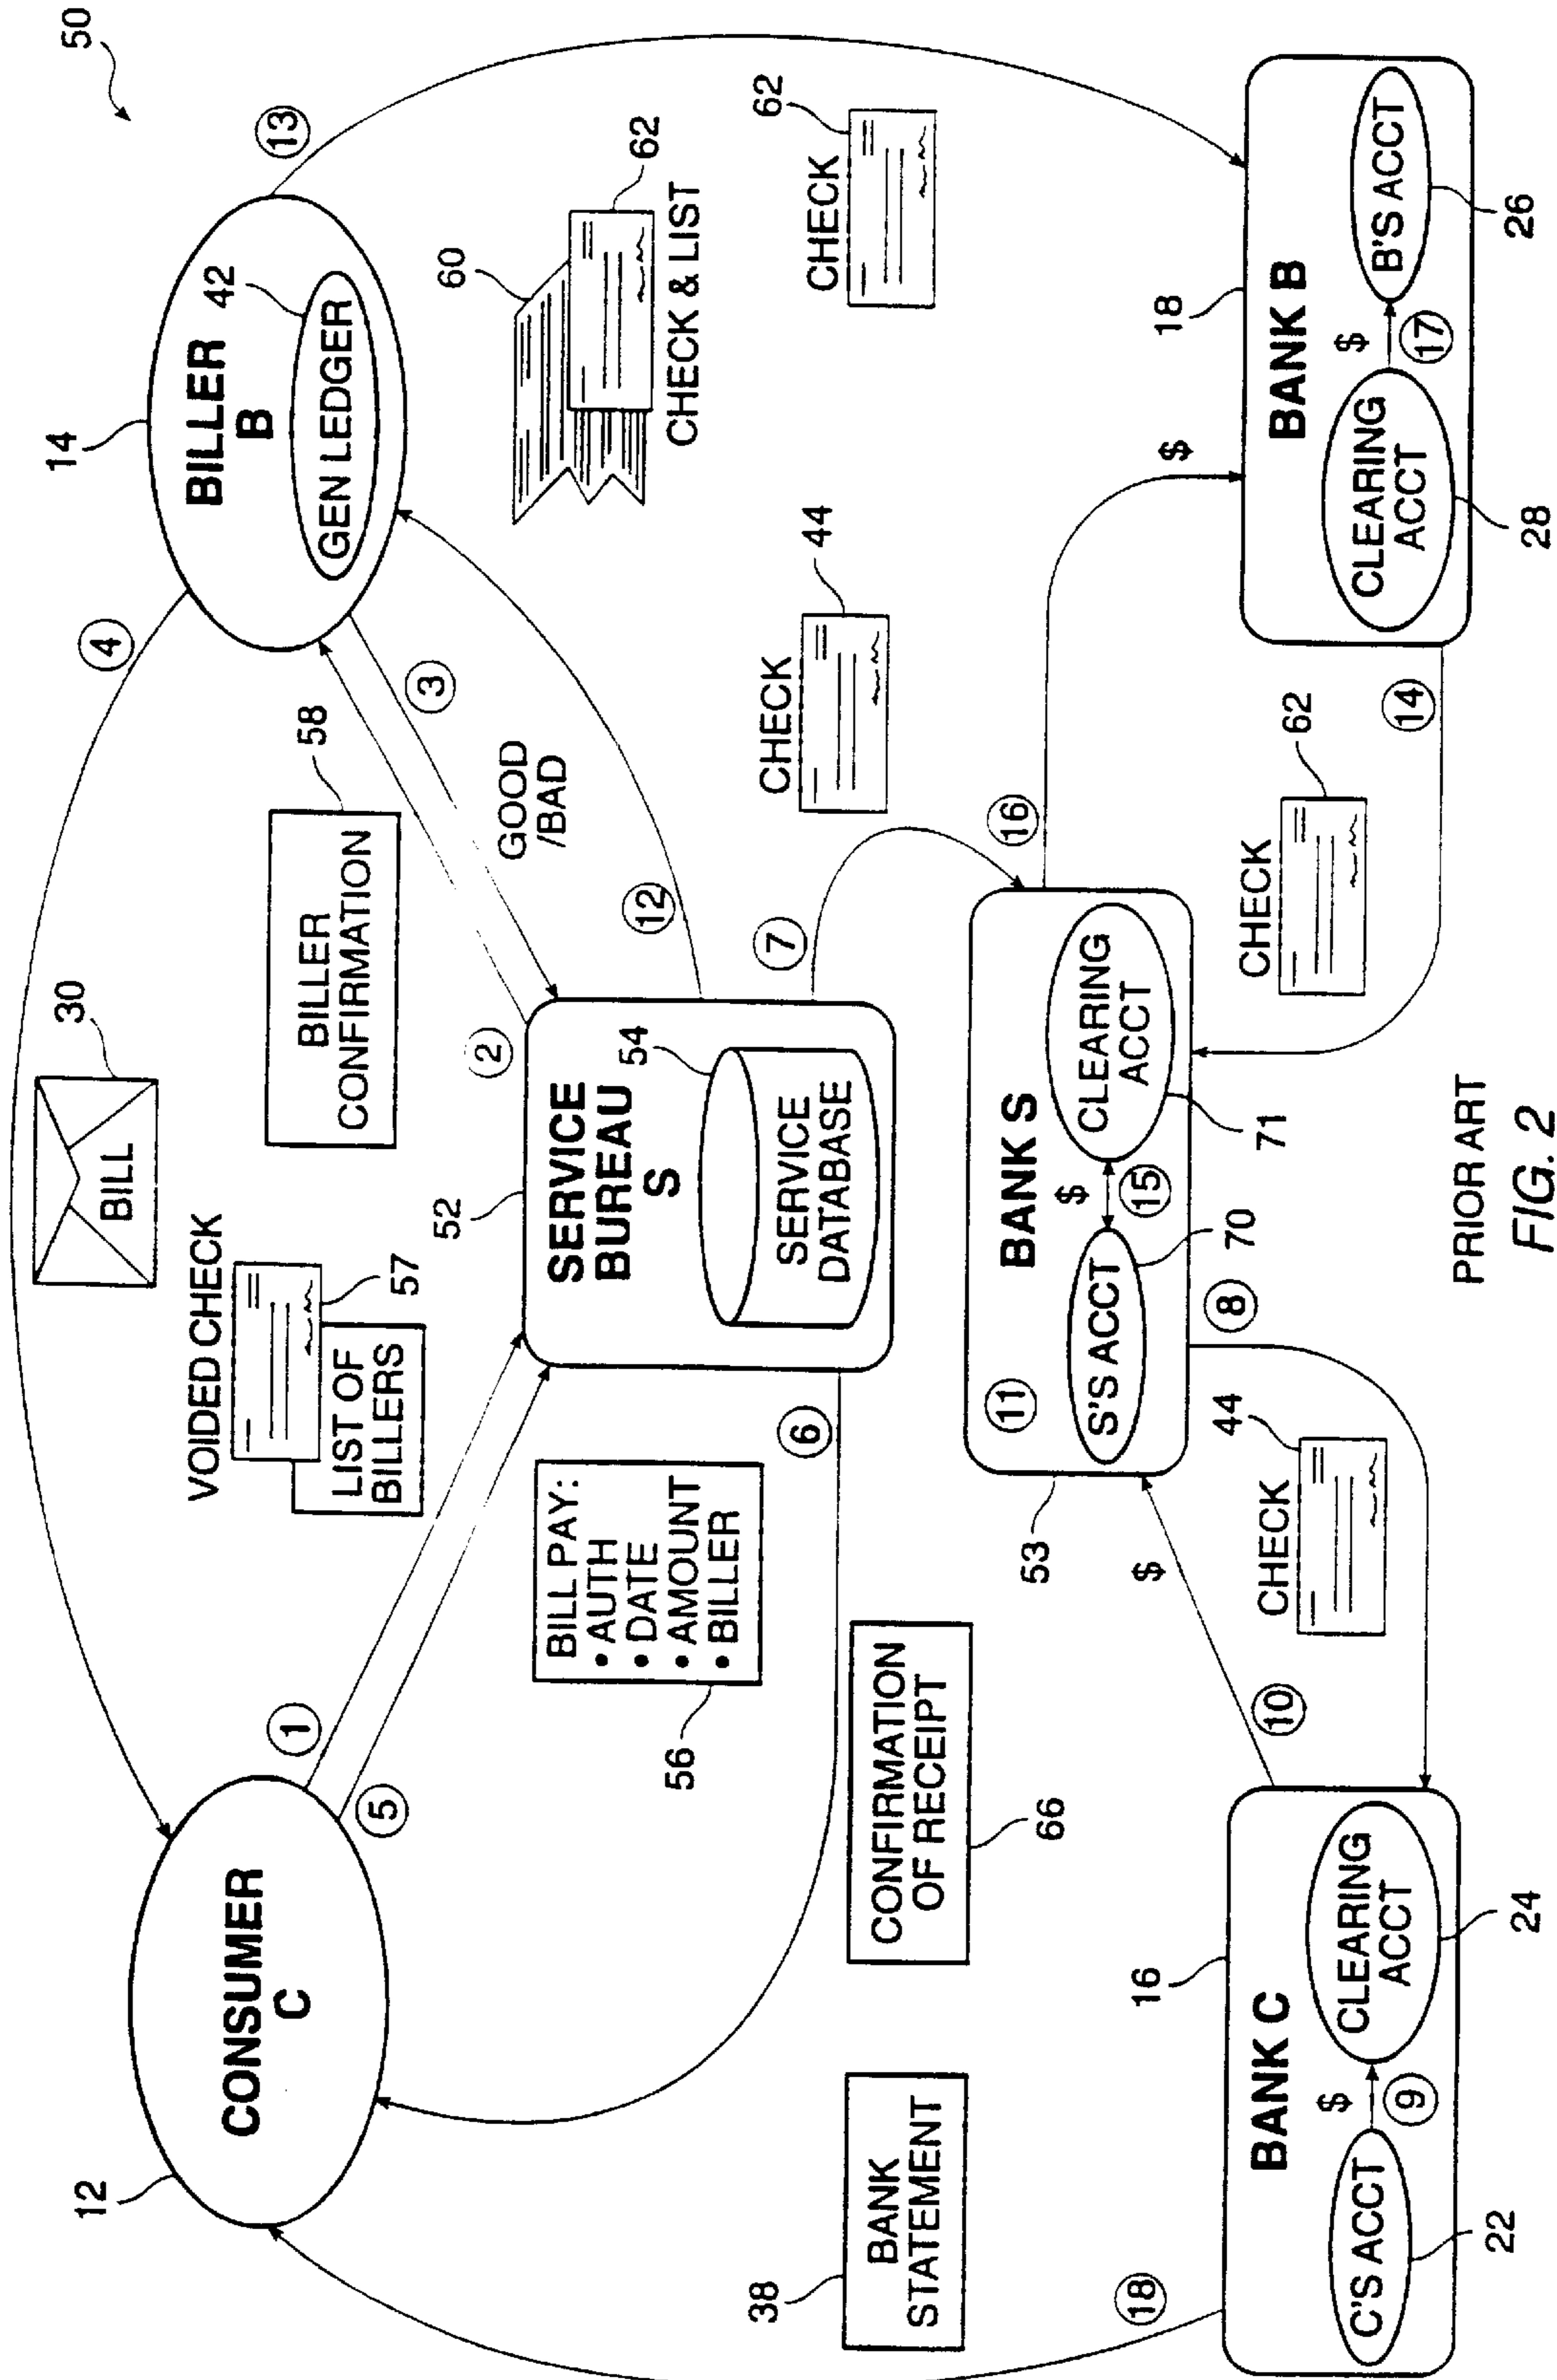 50
14
BILLER
B
42
GEN LEDGER
13
4
30
BILL
VOIDED CHECK
57
LIST OF
BILLERS
BILLER
CONFIRMATION
58
3
2
GOOD
/BAD
12
60
62
CHECK & LIST
CHECK
62
12
CONSUMER
C
1
5
52
SERVICE
BUREAU
S
54
SERVICE
DATABASE
BILL PAY:
• AUTH
• DATE
• AMOUNT
• BILLER
56
6
7
CHECK
44
CONFIRMATION
OF RECEIPT
66
38
BANK
STATEMENT
18
16
BANK C
C'S ACCT
$
9
CLEARING
ACCT
22
24
10
$
53
BANK S
11
S'S ACCT
$
15
CLEARING
ACCT
70
71
8
CHECK
44
16
$
18
BANK B
CLEARING
ACCT
$
17
B'S ACCT
28
26
14
CHECK
62
PRIOR ART
FIG. 2